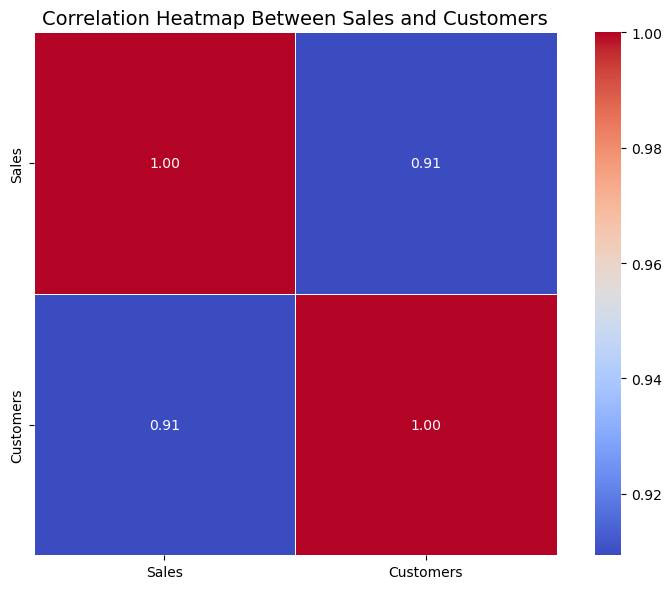 Correlation Heatmap Between Sales and Customers
1.00
0.91
0.91
1.00
Sales
Customers
Sales
Customers
1.00
0.98
0.96
0.94
0.92